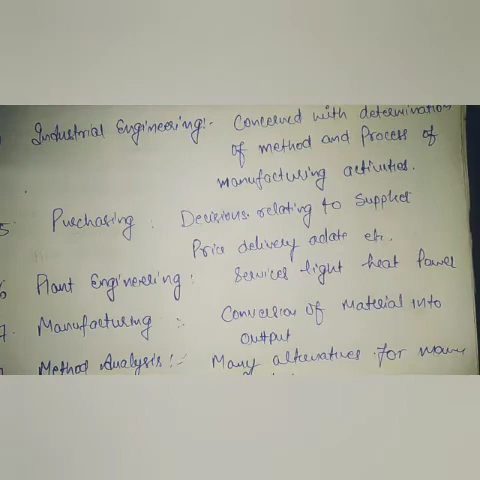 Industrial Engineering:- Concerned with determination
of method and Process of
manufacturing activities.
5 Purchasing : Decisions relating to Supplier
Price delivery adate etc.
6 Plant Engineering : Services light heat Power
7. Manufacturing :- Conversion of Material into
output
Method Analysis:- Many alternatives for